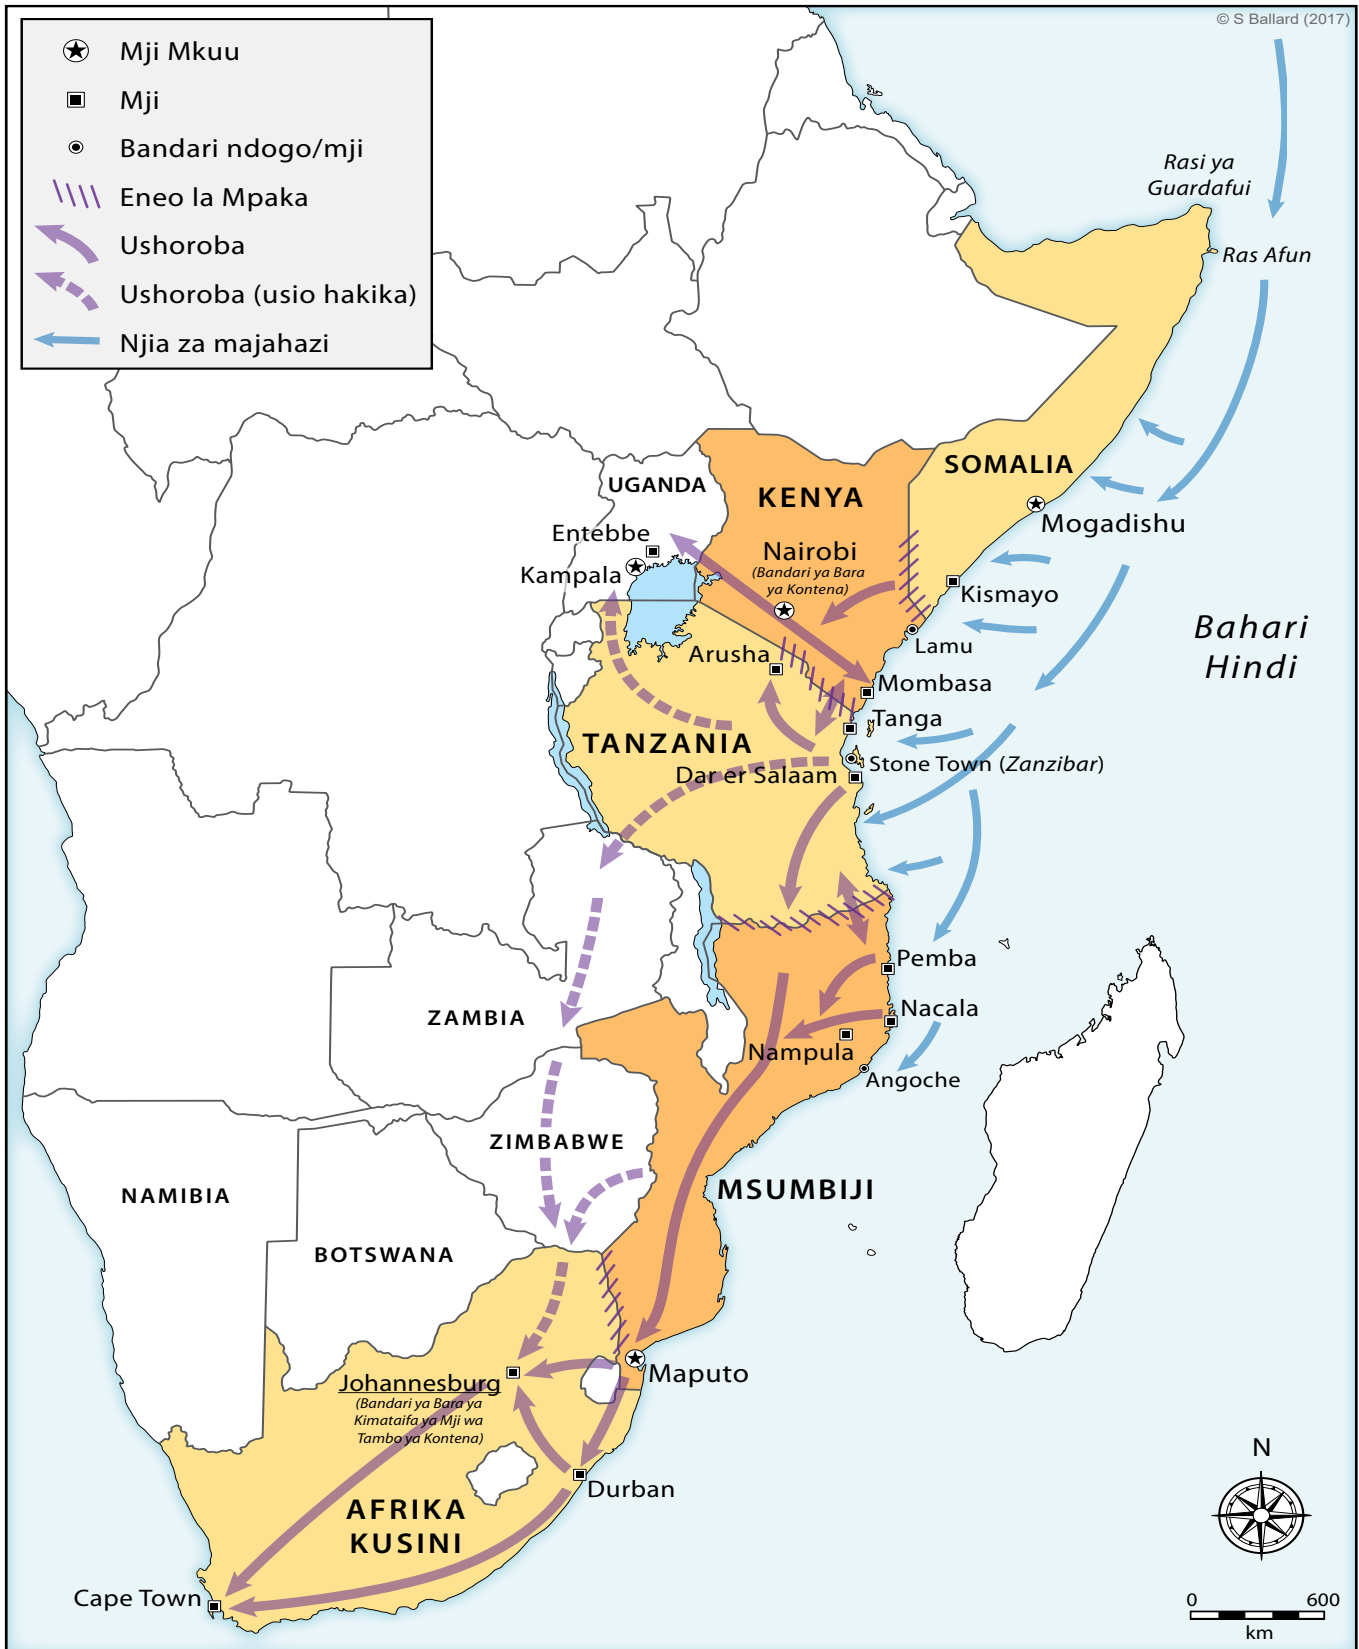 © S Ballard (2017)
Mji Mkuu
Mji
Bandari ndogo/mji
Eneo la Mpaka
Ushoroba
Ushoroba (usio hakika)
Njia za majahazi
Rasi ya
Guardafui
Ras Afun
SOMALIA
UGANDA
KENYA
Mogadishu
Entebbe
Nairobi
(Bandari ya Bara
ya Kontena)
Kampala
Kismayo
Lamu
Bahari
Hindi
Arusha
Mombasa
Tanga
TANZANIA
Stone Town (Zanzibar)
Dar er Salaam
Pemba
Nacala
ZAMBIA
Nampula
Angoche
ZIMBABWE
MSUMBIJI
NAMIBIA
BOTSWANA
Maputo
Johannesburg
(Bandari ya Bara ya
Kimataifa ya Mji wa
Tambo ya Kontena)
N
Durban
AFRIKA
KUSINI
Cape Town
0 600
km